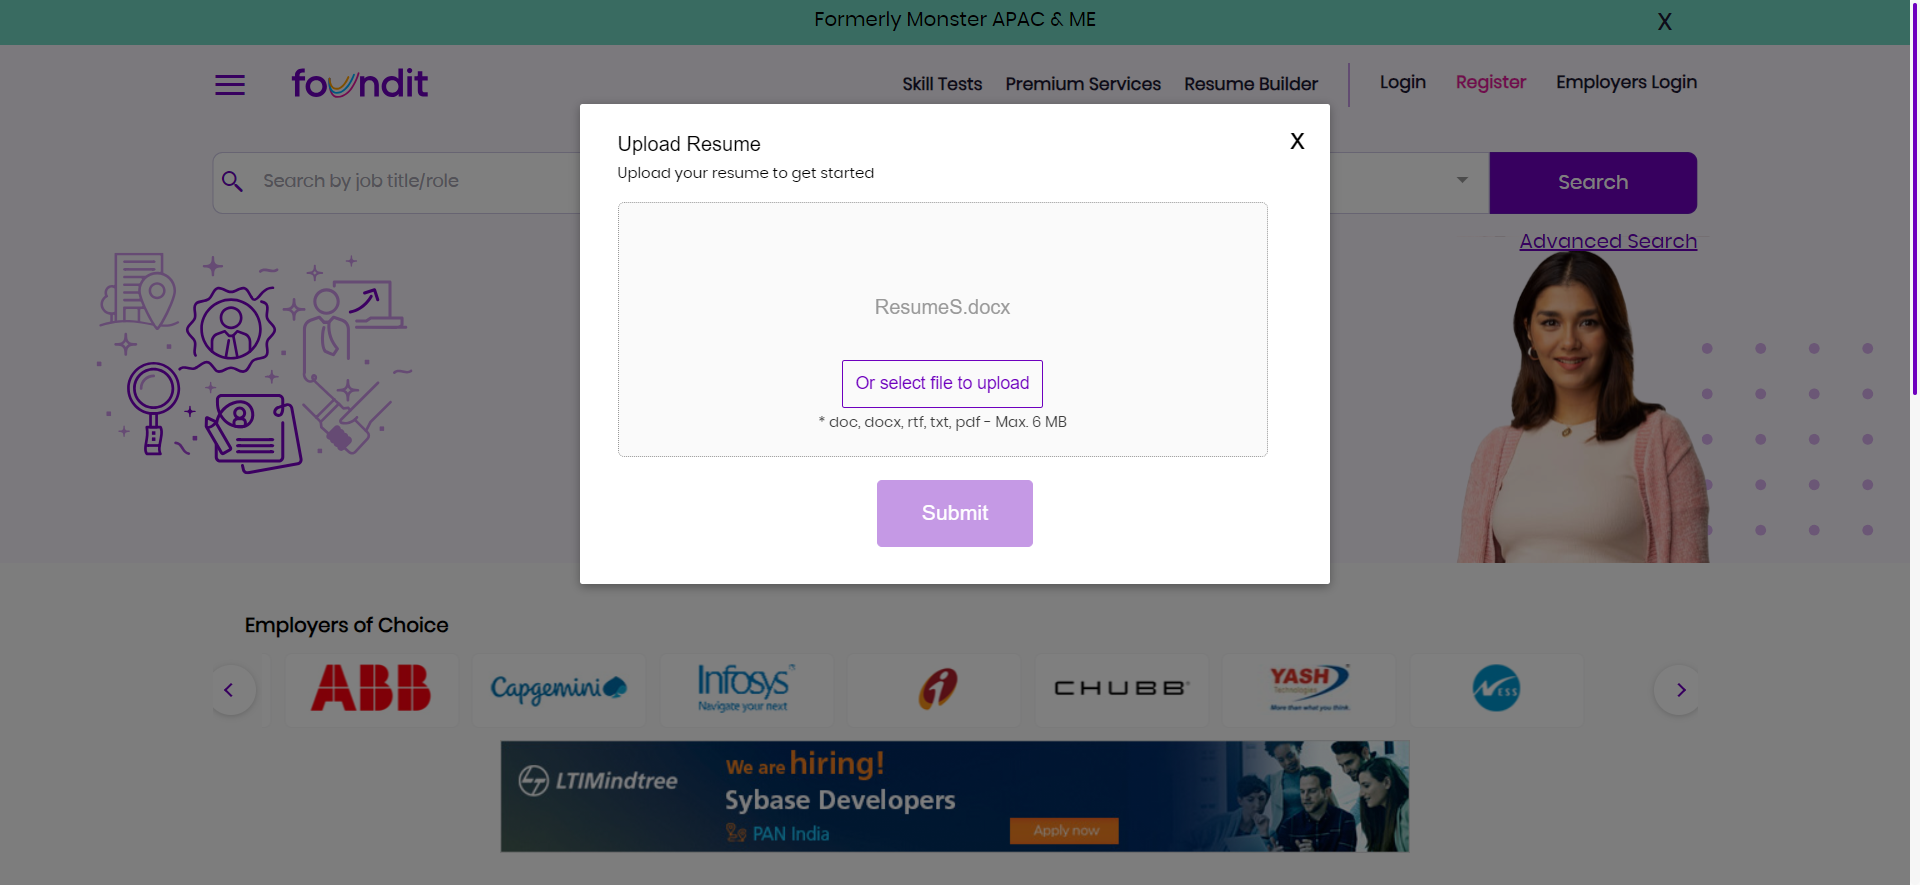 Formerly Monster APAC & ME
X
foundit
Skill Tests
Premium Services
Resume Builder
Login
Register
Employers Login
Upload Resume
X
Upload your resume to get started
Search by job title/role
Search
Advanced Search
ResumeS.docx
Or select file to upload
* doc, docx, rtf, txt, pdf - Max. 6 MB
Submit
Employers of Choice
ABB
Capgemini
Infosys®
Navigate your next
i
CHUBB®
YASH
Technologies
More than what you think.
NESS
LTIMindtree
We are hiring!
Sybase Developers
PAN India
Apply now